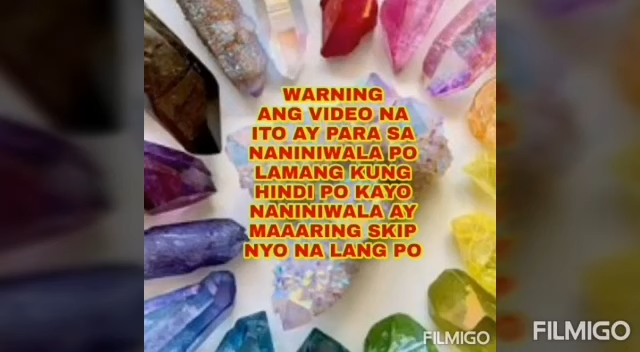 WARNING
ANG VIDEO NA
ITO AY PARA SA
NANINIWALA PO
LAMANG KUNG
HINDI PO KAYO
NANINIWALA AY
MAAARING SKIP
NYO NA LANG PO
FILMIGO
FILMIGO